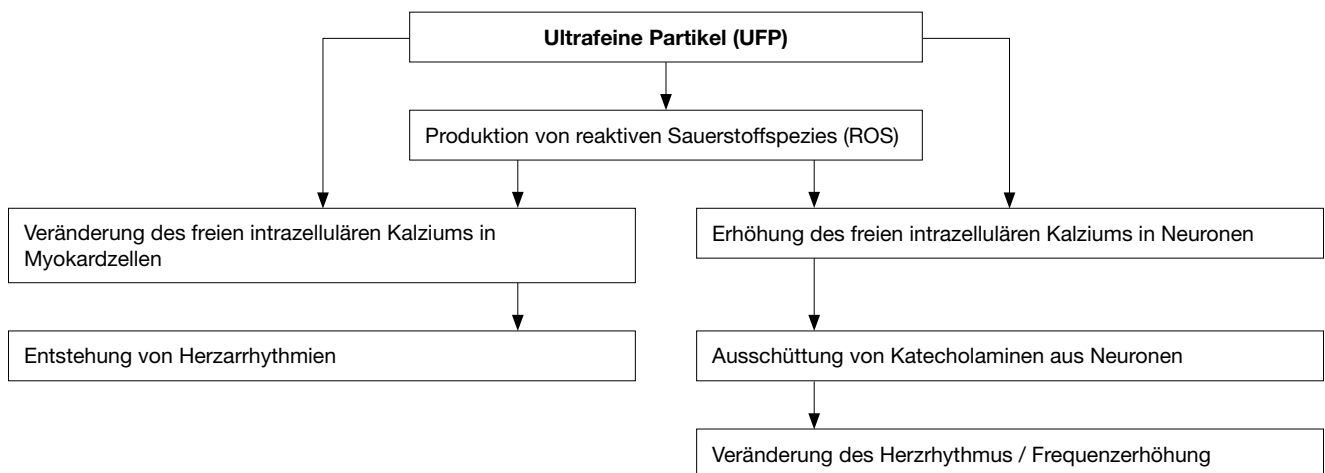 Ultrafeine Partikel (UFP)
Produktion von reaktiven Sauerstoffspezies (ROS)
Veränderung des freien intrazellulären Kalziums in
Myokardzellen
Erhöhung des freien intrazellulären Kalziums in Neuronen
Entstehung von Herzarrhythmien
Ausschüttung von Katecholaminen aus Neuronen
Veränderung des Herzrhythmus / Frequenzerhöhung